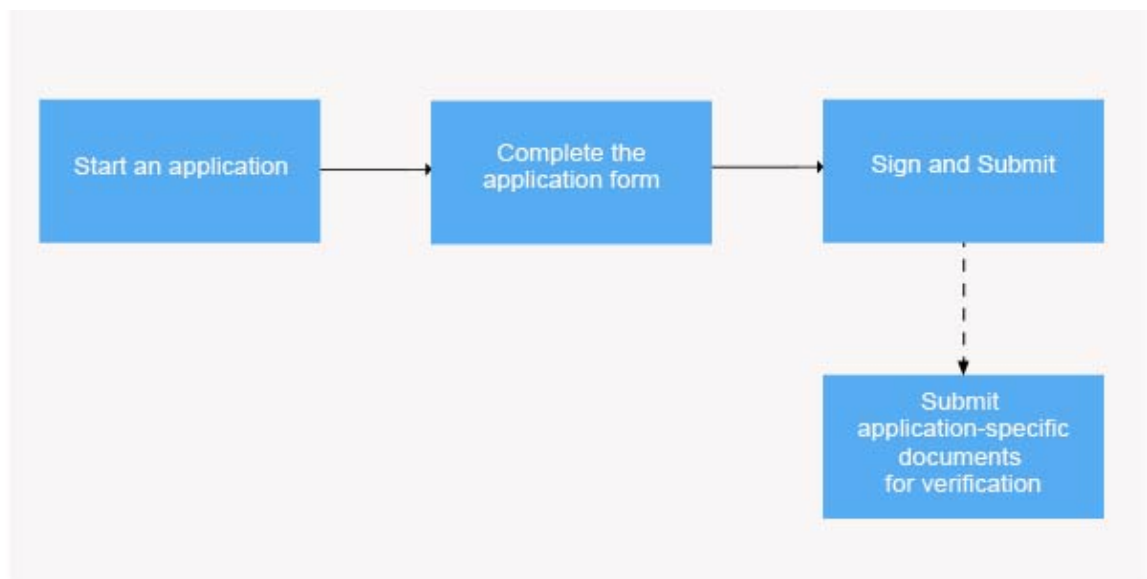 Start an application
Complete the
application form
Sign and Submit
Submit
application-specific
documents
for verification